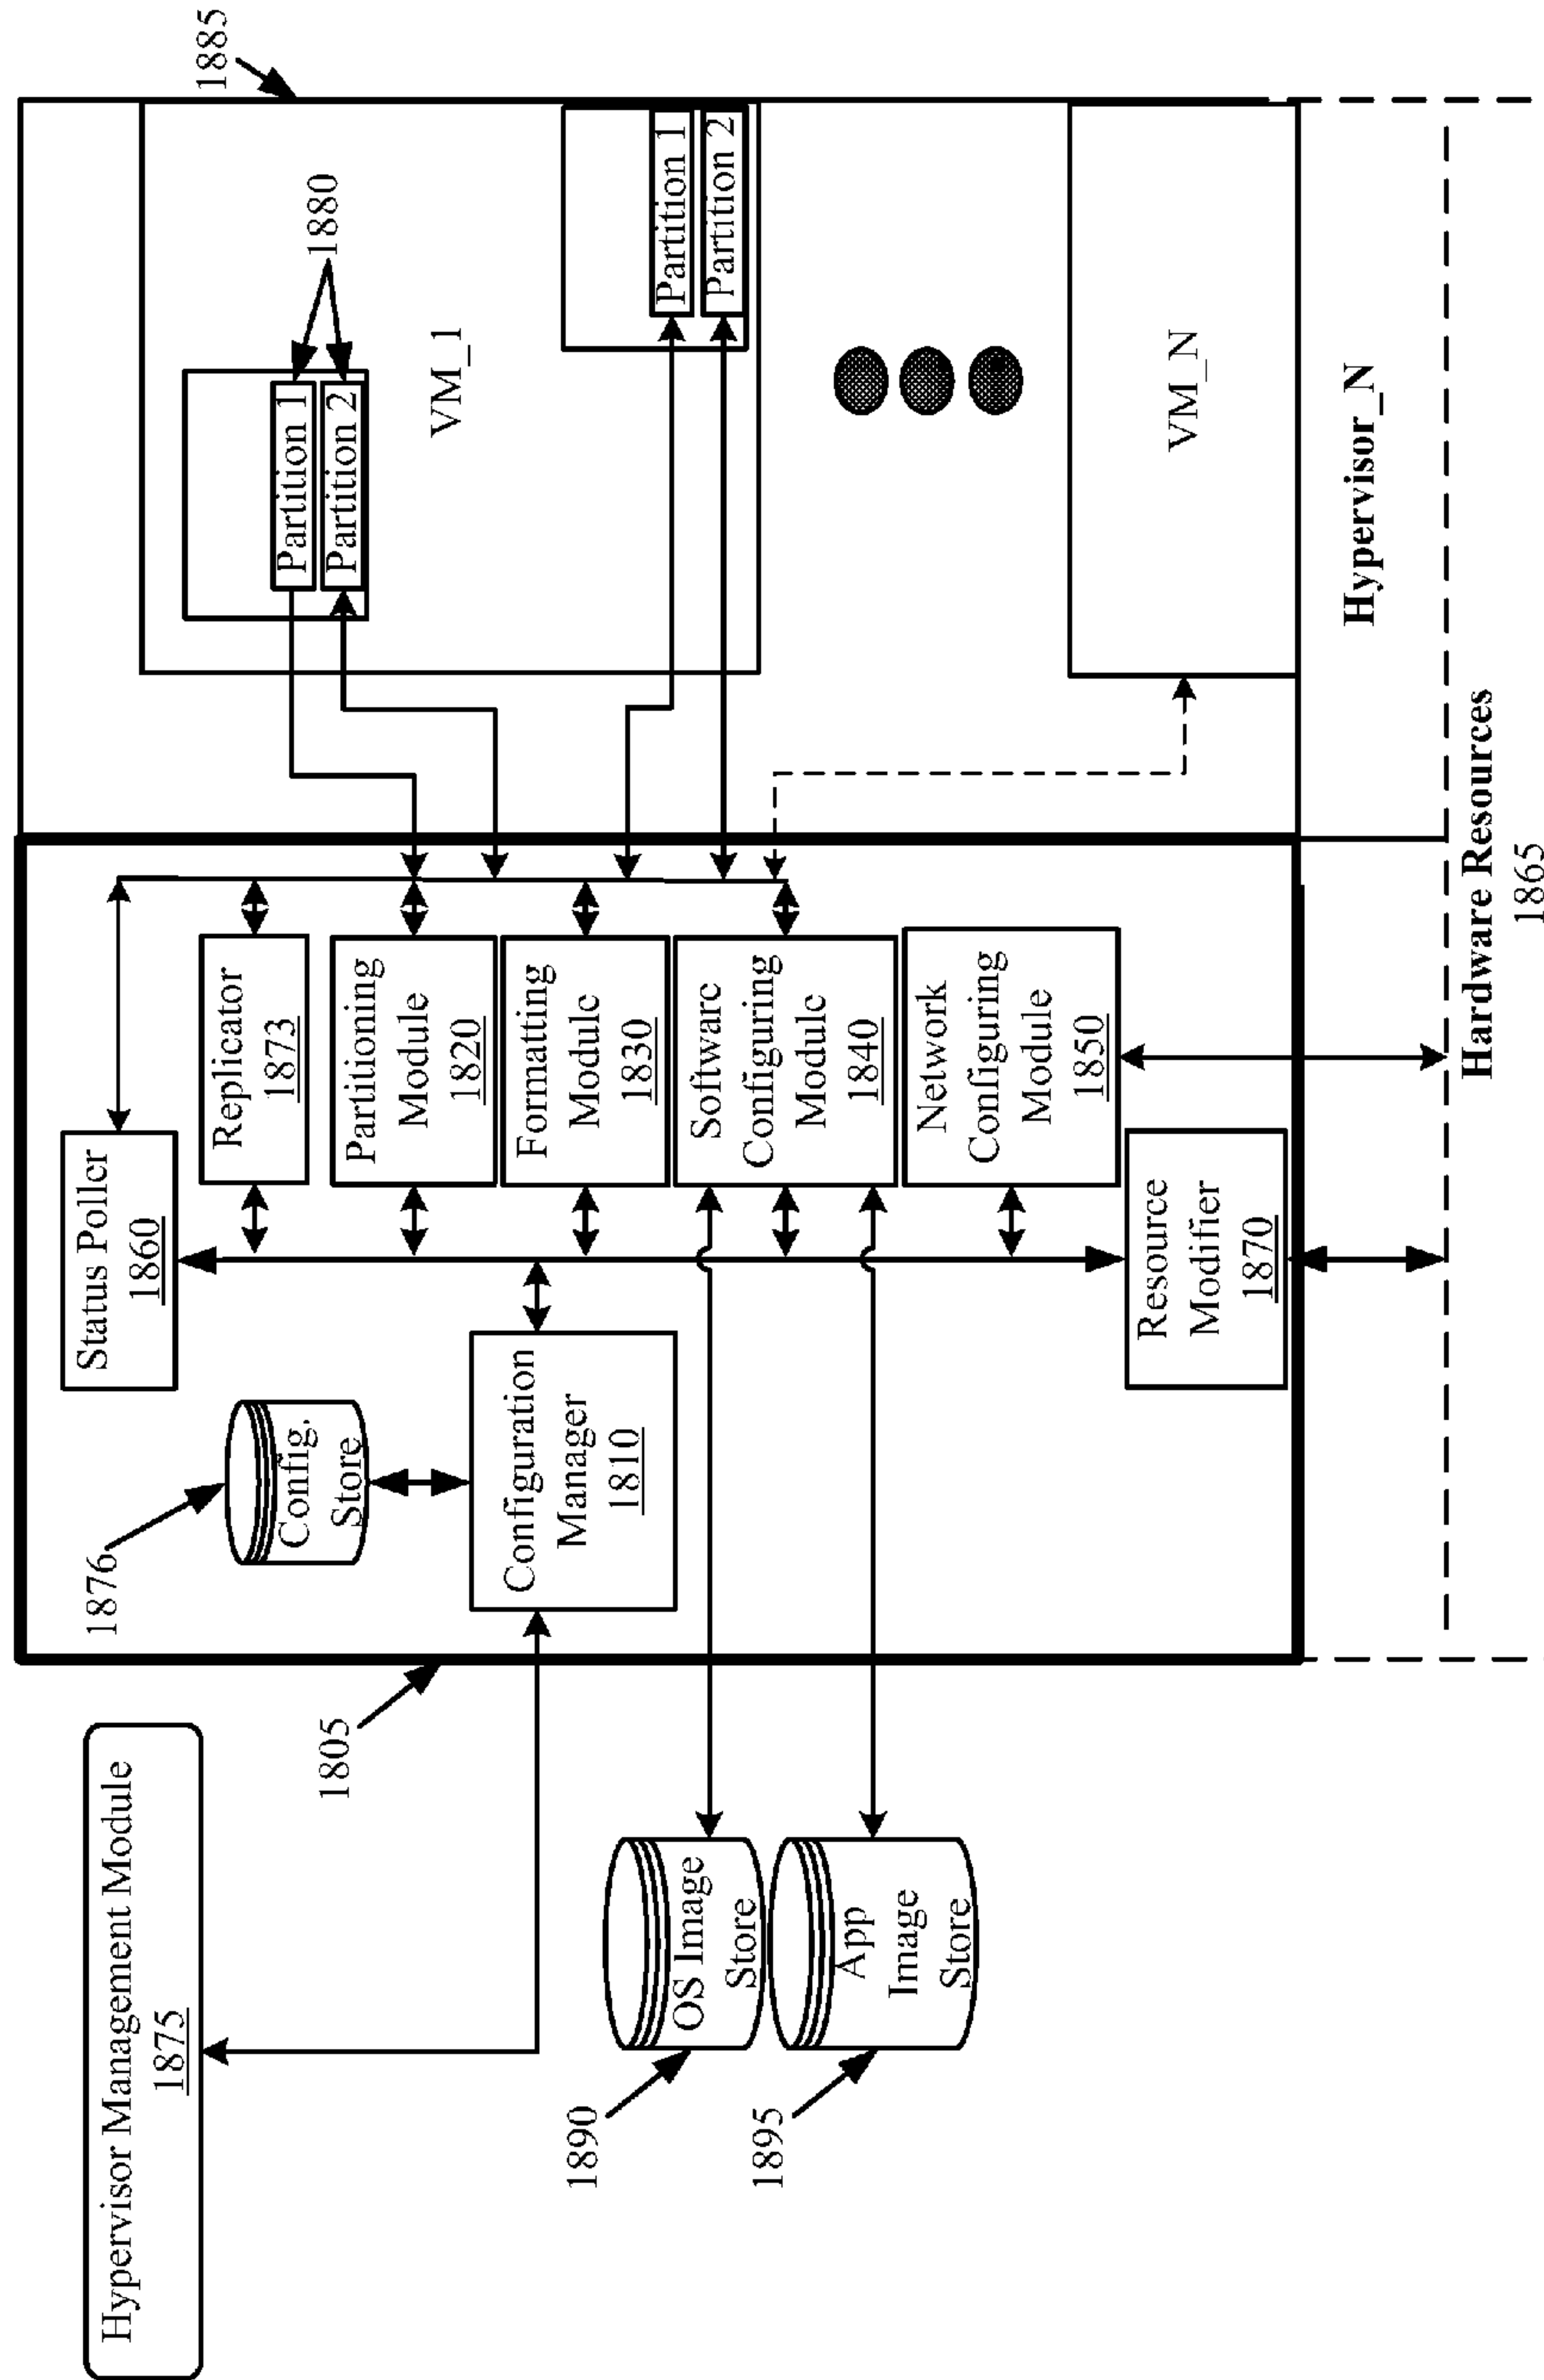 Hypervisor Management Module
1875
1805
1876
Config.
Store
Configuration
Manager
1810
Status Poller
1860
Replicator
1873
Partitioning
Module
1820
Formatting
Module
1830
Software
Configuring
Module
1840
Network
Configuring
Module
1850
Resource
Modifier
1870
1890
OS Image
Store
1895
App
Image
Store
1885
1880
Partition 1
Partition 2
VM_1
Partition 1
Partition 2
VM_N
Hypervisor_N
Hardware Resources
1865